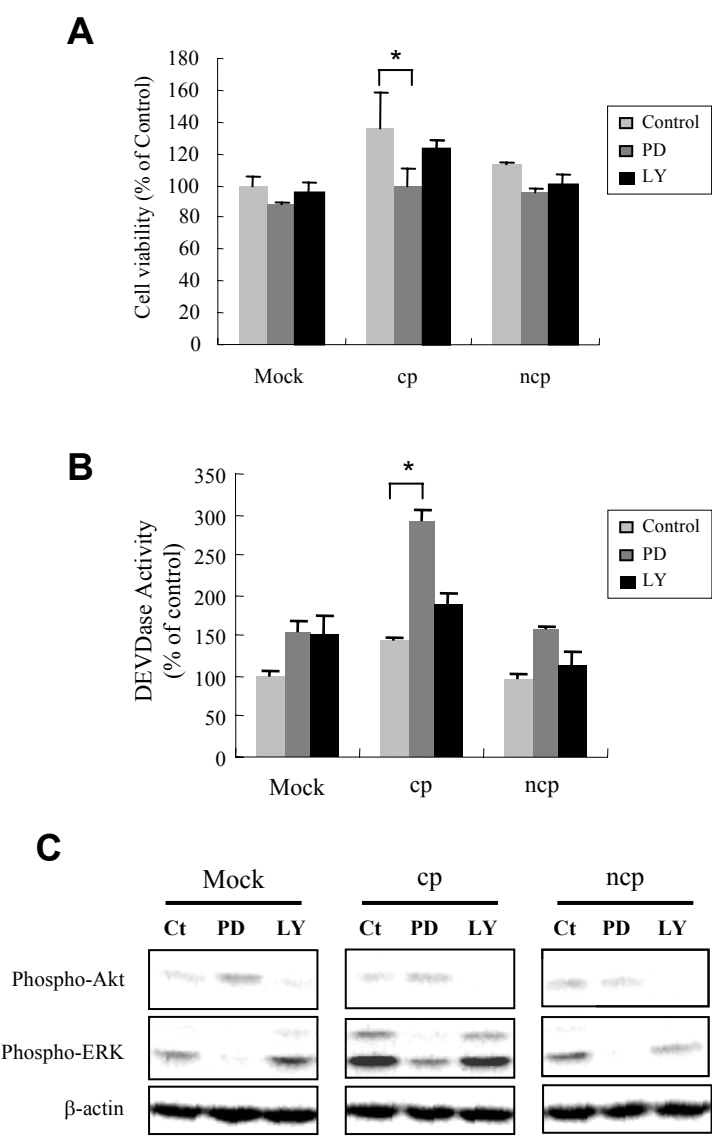 A
180
160
140
120
100
80
60
40
20
0
Cell viability (% of Control)
*
Mock cp ncp
Control
PD
LY
B
350
300
250
200
150
100
50
0
DEVDase Activity
(% of control)
*
Mock cp ncp
Control
PD
LY
C
Mock cp ncp
Ct PD LY Ct PD LY Ct PD LY
Phospho-Akt
Phospho-ERK
β-actin